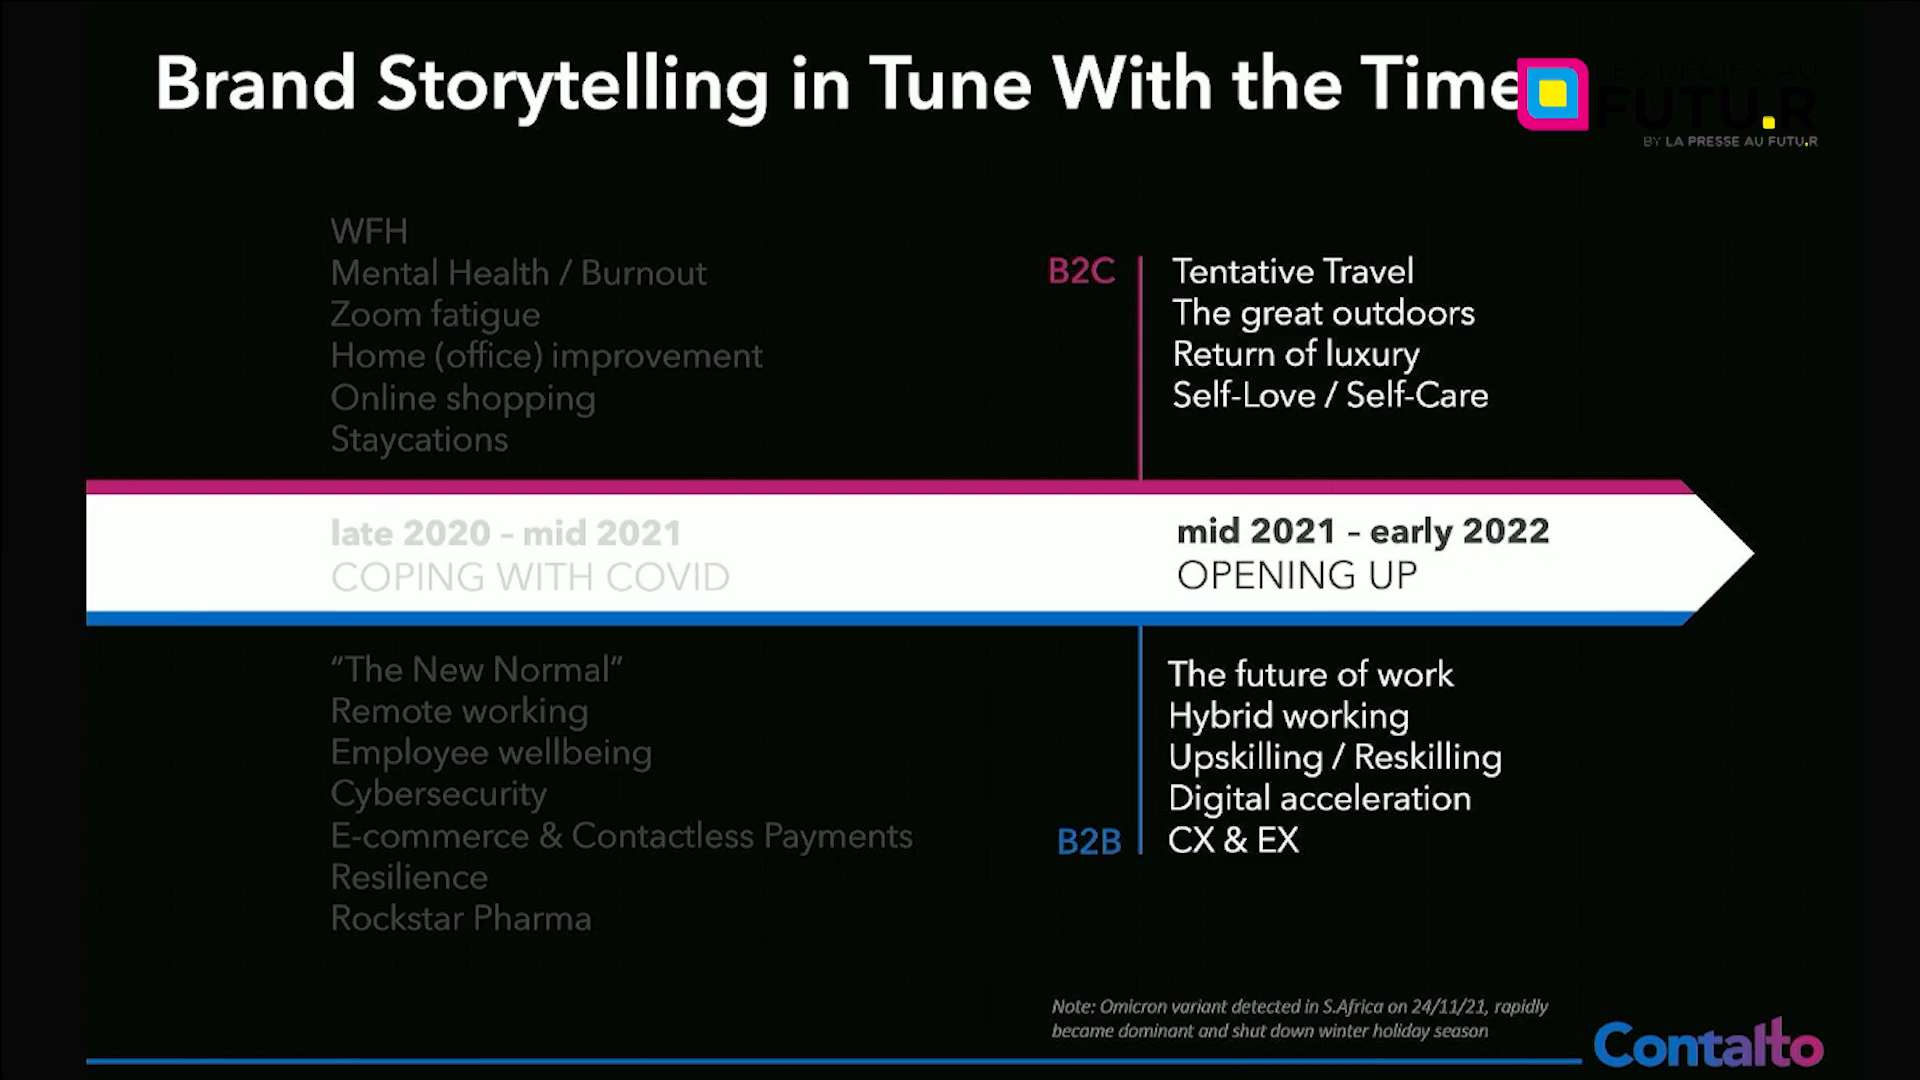 Brand Storytelling in Tune With the Time
FUTU.R
BY LA PRESSE AU FUTU.R
WFH
Mental Health / Burnout
Zoom fatigue
Home (office) improvement
Online shopping
Staycations
B2C
Tentative Travel
The great outdoors
Return of luxury
Self-Love / Self-Care
late 2020 – mid 2021
COPING WITH COVID
mid 2021 – early 2022
OPENING UP
“The New Normal”
Remote working
Employee wellbeing
Cybersecurity
E-commerce & Contactless Payments
Resilience
Rockstar Pharma
B2B
The future of work
Hybrid working
Upskilling / Reskilling
Digital acceleration
CX & EX
Note: Omicron variant detected in S.Africa on 24/11/21, rapidly
became dominant and shut down winter holiday season
Contalto